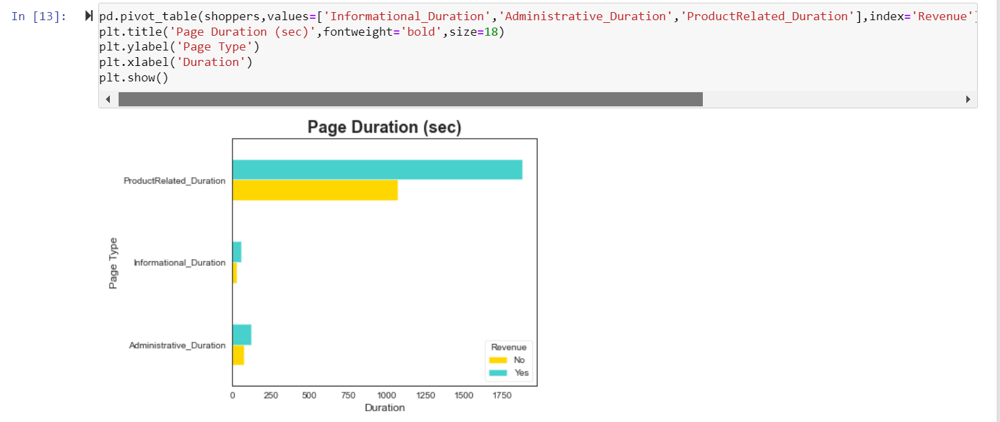 In [13]:
pd.pivot_table(shoppers,values=['Informational_Duration','Administrative_Duration','ProductRelated_Duration'],index='Revenue'
plt.title('Page Duration (sec)',fontweight='bold',size=18)
plt.ylabel('Page Type')
plt.xlabel('Duration')
plt.show()
Page Duration (sec)
ProductRelated_Duration
Informational_Duration
Administrative_Duration
Page Type
Revenue
No
Yes
0 250 500 750 1000 1250 1500 1750
Duration